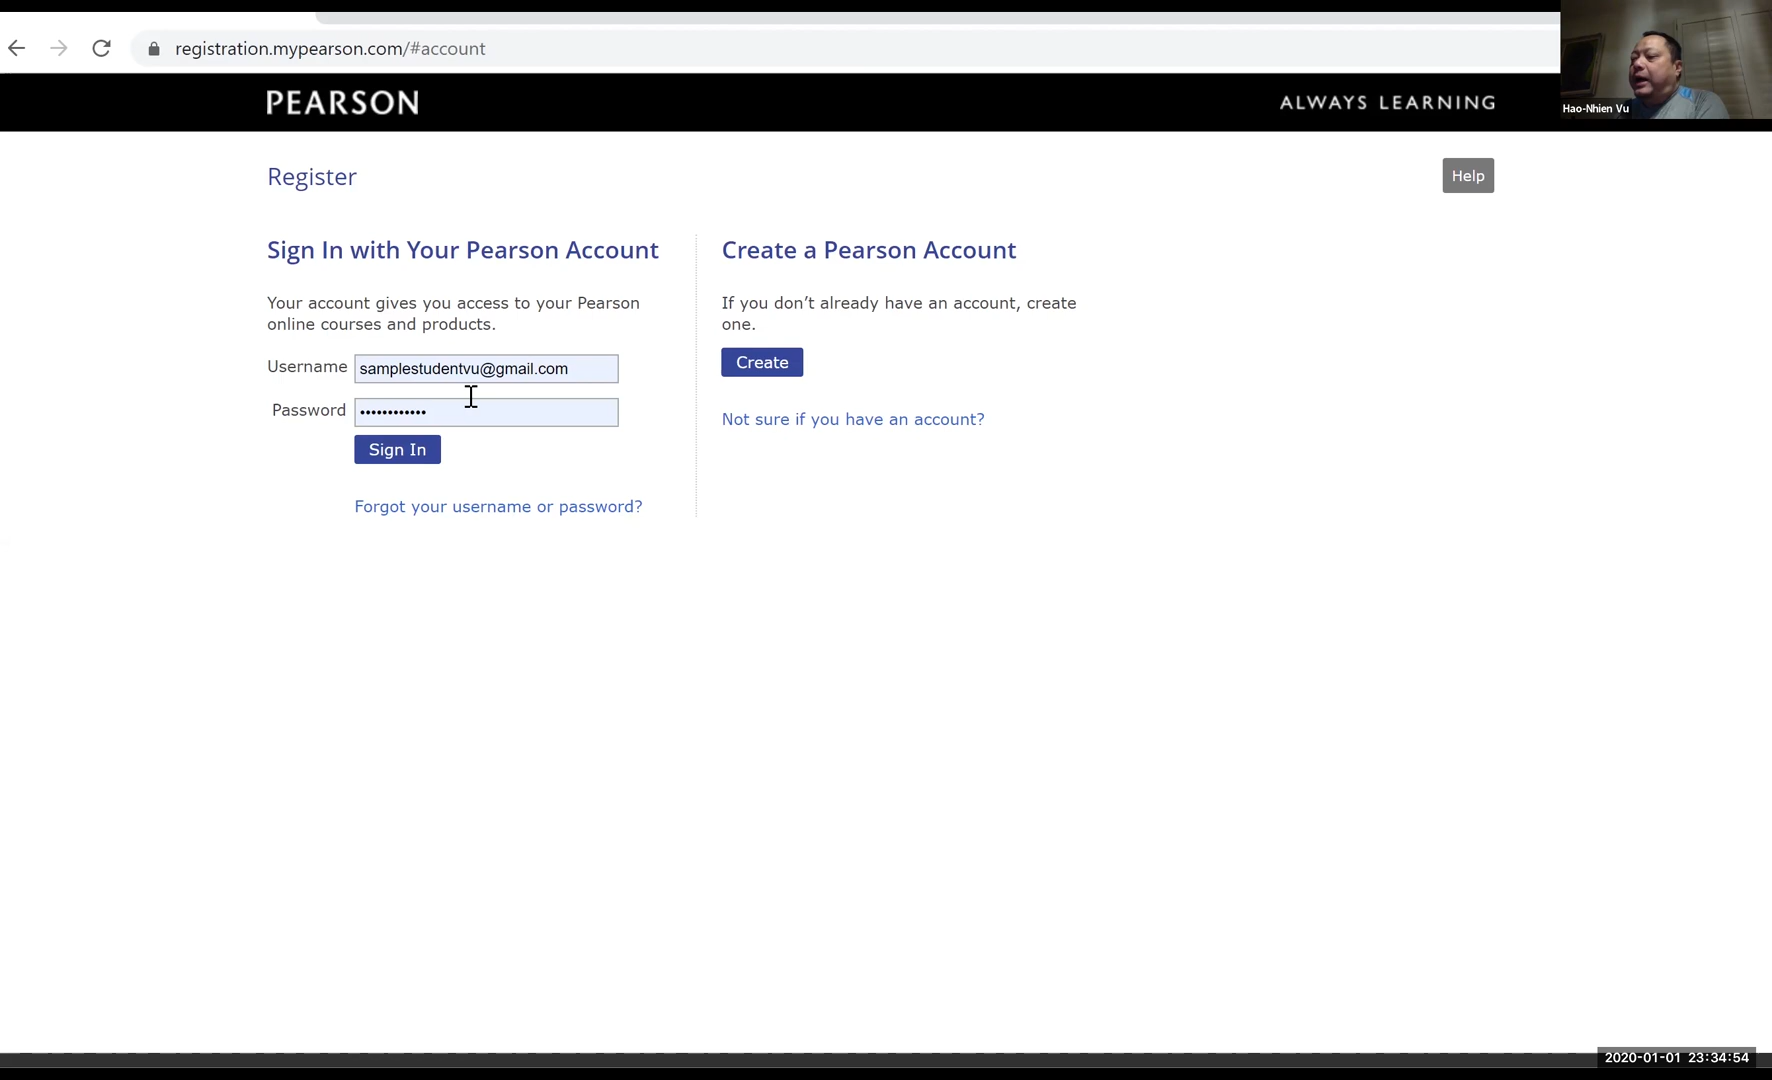 registration.mypearson.com/#account
PEARSON
ALWAYS LEARNING
Hao-Nhien Vu
Register
Help
Sign In with Your Pearson Account
Your account gives you access to your Pearson
online courses and products.
Username samplestudentvu@gmail.com
Password ••••••••••••
Sign In
Forgot your username or password?
Create a Pearson Account
If you don’t already have an account, create
one.
Create
Not sure if you have an account?
2020-01-01 23:34:54